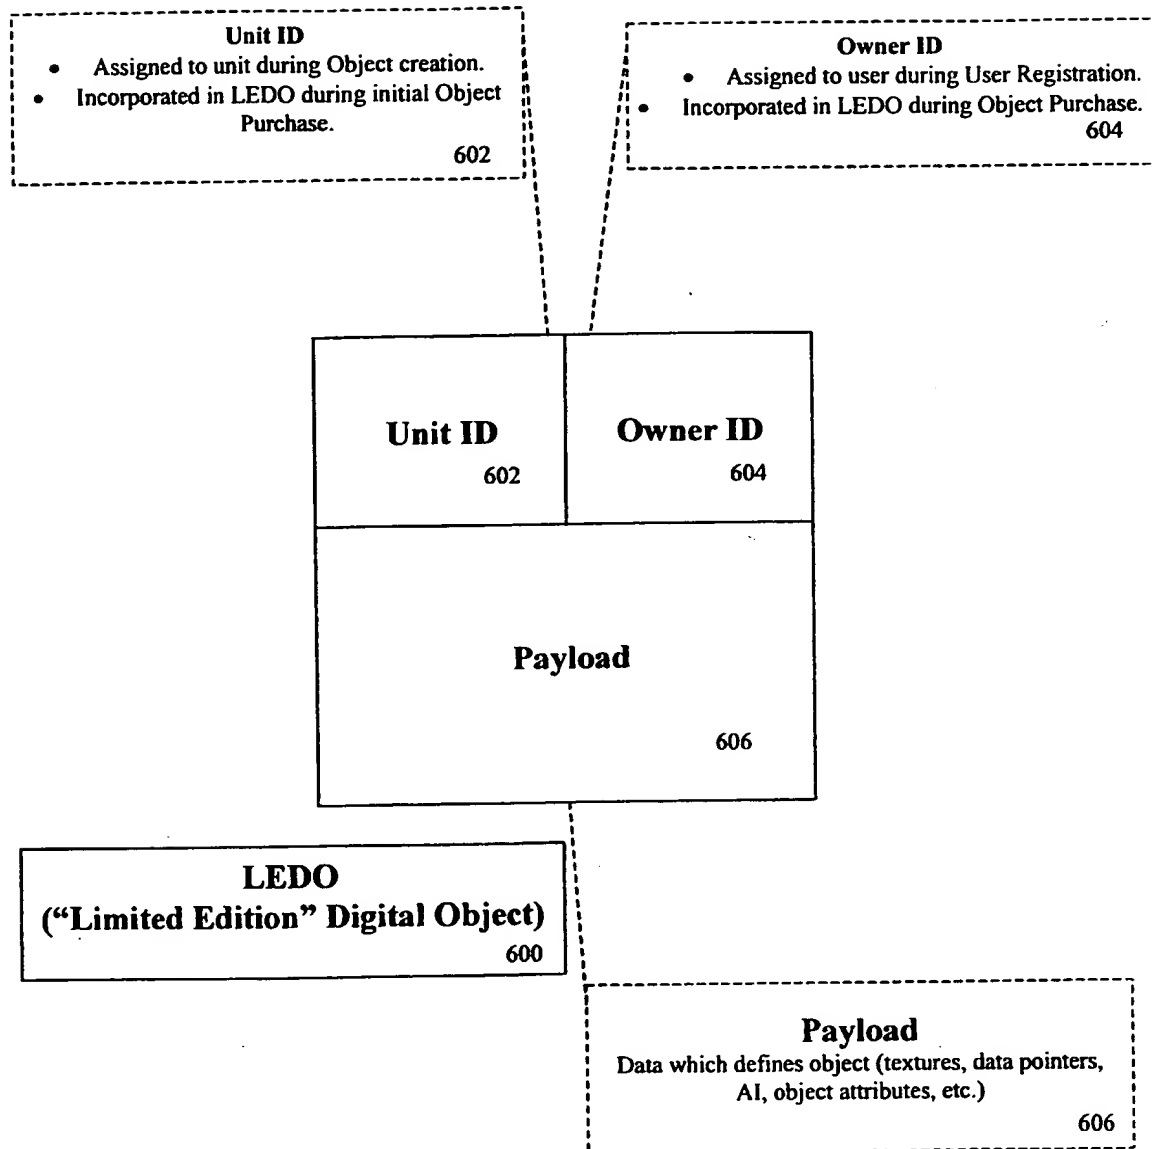 Unit ID
• Assigned to unit during Object creation.
• Incorporated in LEDO during initial Object
Purchase.
602
Owner ID
• Assigned to user during User Registration.
• Incorporated in LEDO during Object Purchase.
604
Unit ID
602
Owner ID
604
Payload
606
LEDO
(“Limited Edition” Digital Object)
600
Payload
Data which defines object (textures, data pointers,
AI, object attributes, etc.)
606